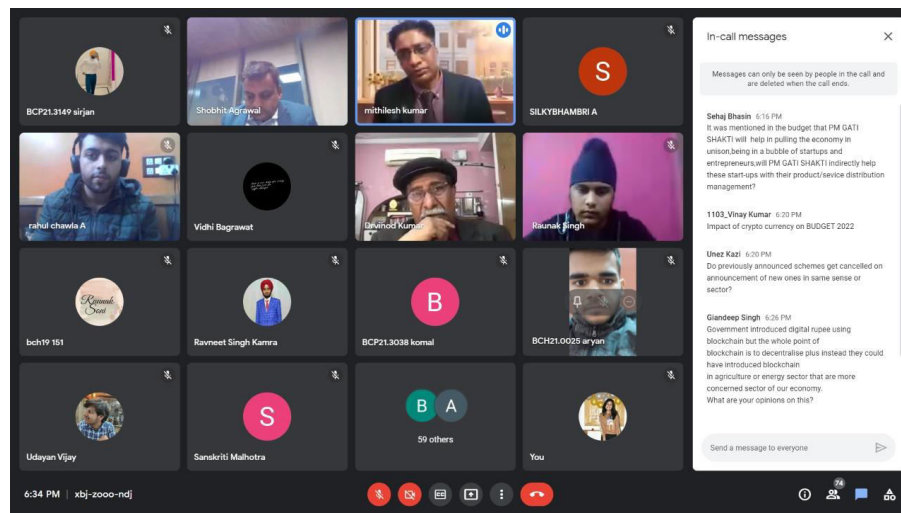 BCP21.3149 sirjan
Shobhit Agrawal
mithilesh kumar
S
SILKYBHAMBRI A
rahul chawla A
Vidhi Bagrawat
Drvinod Kumar
Raunak Singh
Raunak
Soni
bch19 151
Ravneet Singh Kamra
B
BCP21.3038 komal
BCH21.0025 aryan
Udayan Vijay
S
Sanskriti Malhotra
B A
59 others
You
In-call messages
Messages can only be seen by people in the call and
are deleted when the call ends.
Sehaj Bhasin 6:16 PM
It was mentioned in the budget that PM GATI
SHAKTI will help in pulling the economy in
unison,being in a bubble of startups and
entrepreneurs,will PM GATI SHAKTI indirectly help
these start-ups with their product/sevice distribution
management?
1103_Vinay Kumar 6:20 PM
Impact of crypto currency on BUDGET 2022
Unez Kazi 6:20 PM
Do previously announced schemes get cancelled on
announcement of new ones in same sense or
sector?
Giandeep Singh 6:26 PM
Government introduced digital rupee using
blockchain but the whole point of
blockchain is to decentralise plus instead they could
have introduced blockchain
in agriculture or energy sector that are more
concerned sector of our economy.
What are your opinions on this?
Send a message to everyone
6:34 PM | xbj-zooo-ndj
74